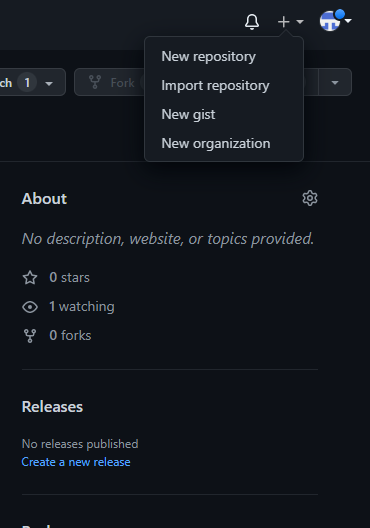 ch 1
Fork
New repository
Import repository
New gist
New organization
About
No description, website, or topics provided.
0 stars
1 watching
0 forks
Releases
No releases published
Create a new release